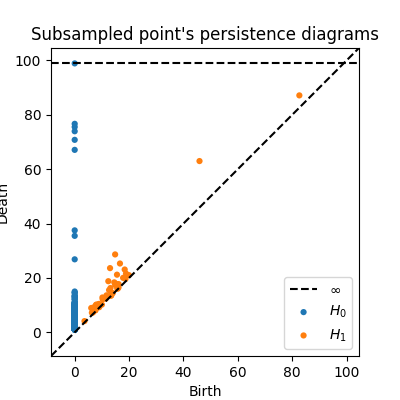 Subsampled point's persistence diagrams
100
80
60
40
20
0
Death
∞
H₀
H₁
0 20 40 60 80 100
Birth